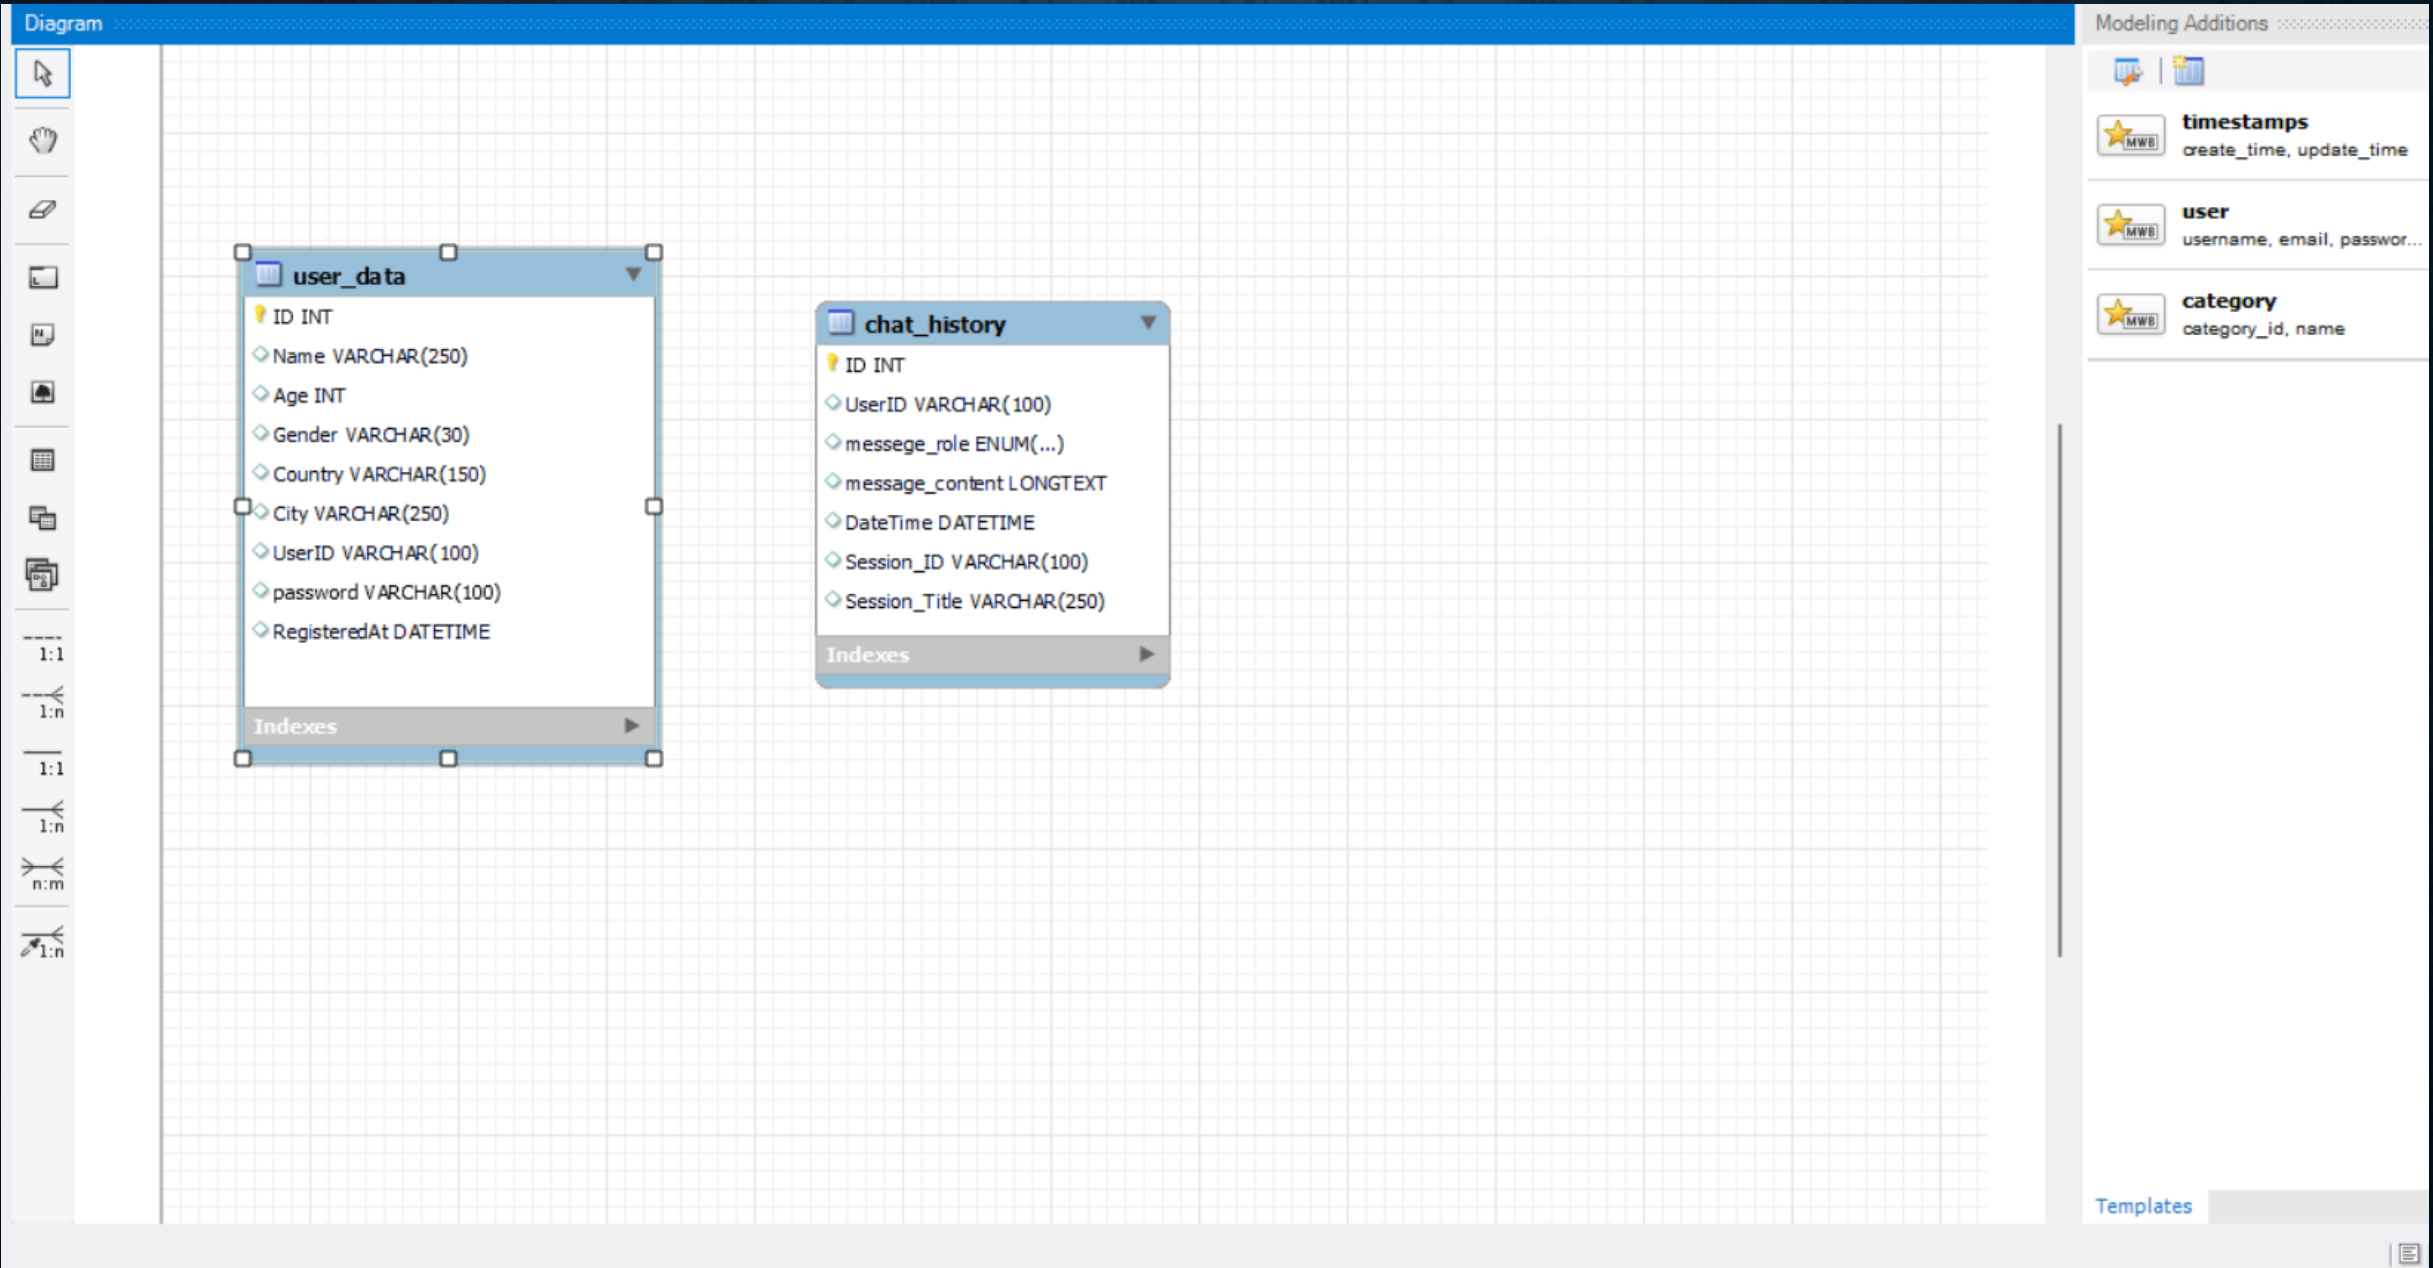 Diagram
Modeling Additions
timestamps
create_time, update_time
user
username, email, passwor...
category
category_id, name
user_data
ID INT
Name VARCHAR(250)
Age INT
Gender VARCHAR(30)
Country VARCHAR(150)
City VARCHAR(250)
UserID VARCHAR(100)
password VARCHAR(100)
RegisteredAt DATETIME
Indexes
chat_history
ID INT
UserID VARCHAR(100)
messege_role ENUM(...)
message_content LONGTEXT
DateTime DATETIME
Session_ID VARCHAR(100)
Session_Title VARCHAR(250)
Indexes
1:1
1:n
1:1
1:n
n:m
1:n
MWB
MWB
MWB
Templates